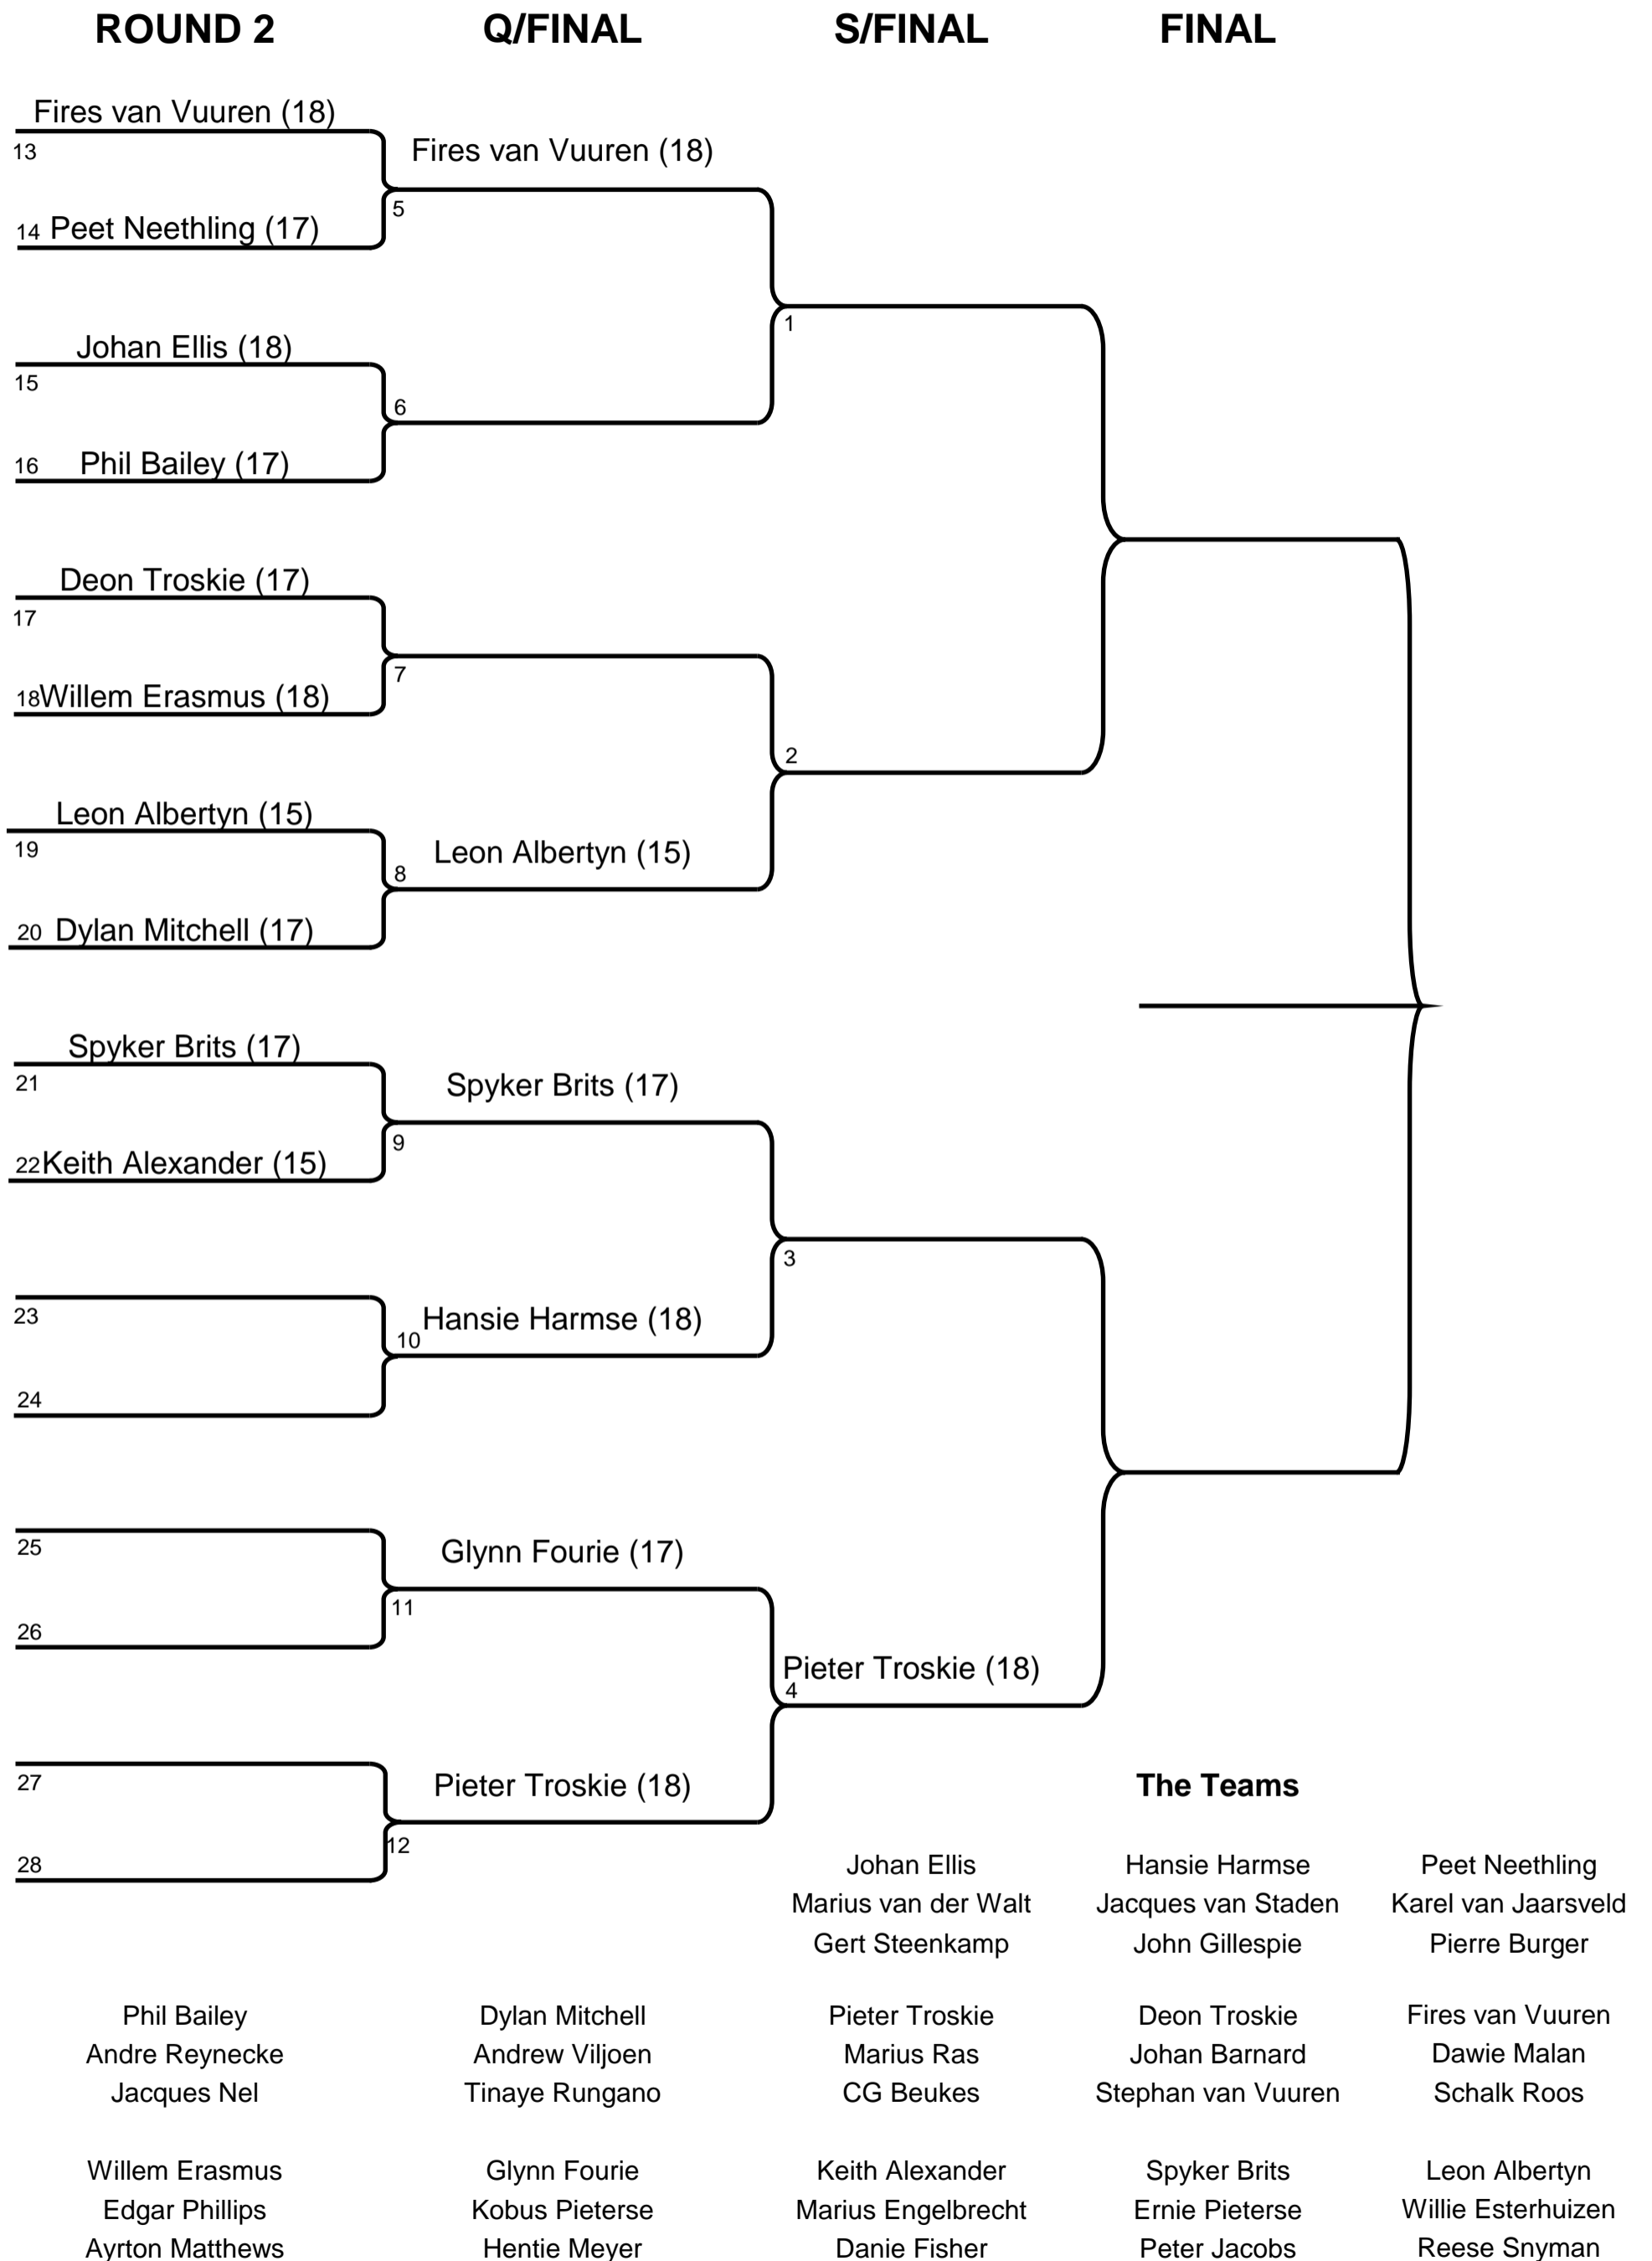 ROUND 2 Q/FINAL S/FINAL FINAL
Fires van Vuuren (18)
13
Fires van Vuuren (18)
5
14 Peet Neethling (17)
1
Johan Ellis (18)
15
6
16 Phil Bailey (17)
Deon Troskie (17)
17
7
18 Willem Erasmus (18)
2
Leon Albertyn (15)
19
Leon Albertyn (15)
8
20 Dylan Mitchell (17)
Spyker Brits (17)
21
Spyker Brits (17)
9
22 Keith Alexander (15)
3
23
Hansie Harmse (18)
10
24
25
Glynn Fourie (17)
11
26
Pieter Troskie (18)
4
27
Pieter Troskie (18)
12
28
The Teams
Johan Ellis Hansie Harmse Peet Neethling
Marius van der Walt Jacques van Staden Karel van Jaarsveld
Gert Steenkamp John Gillespie Pierre Burger
Phil Bailey Dylan Mitchell Pieter Troskie Deon Troskie Fires van Vuuren
Andre Reynecke Andrew Viljoen Marius Ras Johan Barnard Dawie Malan
Jacques Nel Tinaye Rungano CG Beukes Stephan van Vuuren Schalk Roos
Willem Erasmus Glynn Fourie Keith Alexander Spyker Brits Leon Albertyn
Edgar Phillips Kobus Pieterse Marius Engelbrecht Ernie Pieterse Willie Esterhuizen
Ayrton Matthews Hentie Meyer Danie Fisher Peter Jacobs Reese Snyman